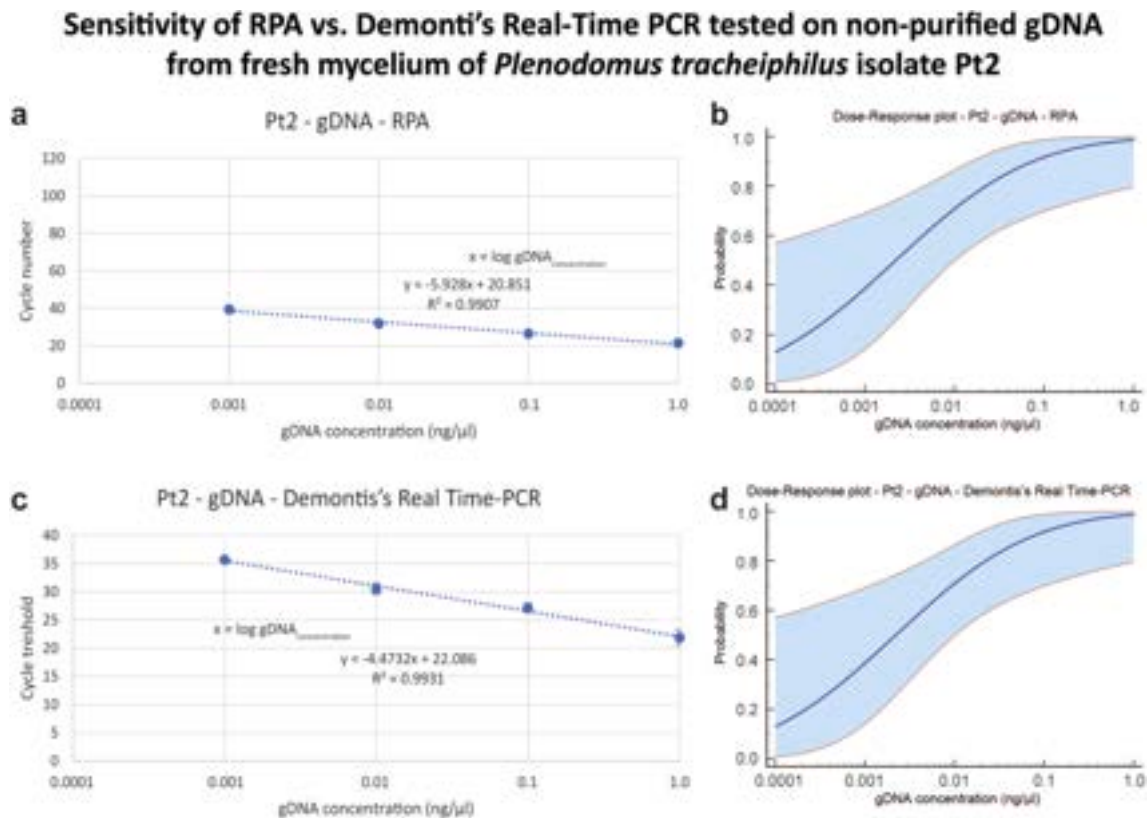 Sensitivity of RPA vs. Demonti's Real-Time PCR tested on non-purified gDNA
from fresh mycelium of Plenodomus tracheiphilus isolate Pt2
a
Pt2 - gDNA - RPA
120
100
80
60
40
20
0
Cycle number
x = log gDNA
y = -5.928x + 20.851
R² = 0.9907
0.0001 0.001 0.01 0.1 1.0
gDNA concentration (ng/µl)
b
Dose-Response plot - Pt2 - gDNA - RPA
1.0
0.8
0.6
0.4
0.2
0.0
Probability
0.0001 0.001 0.01 0.1 1.0
gDNA concentration (ng/µl)
c
Pt2 - gDNA - Demontis's Real Time-PCR
40
35
30
25
20
15
10
5
0
Cycle treshold
x = log gDNA
y = -4.4732x + 22.086
R² = 0.9931
0.0001 0.001 0.01 0.1 1.0
gDNA concentration (ng/µl)
d
Dose-Response plot - Pt2 - gDNA - Demontis's Real Time-PCR
1.0
0.8
0.6
0.4
0.2
0.0
Probability
0.0001 0.001 0.01 0.1 1.0
gDNA concentration (ng/µl)